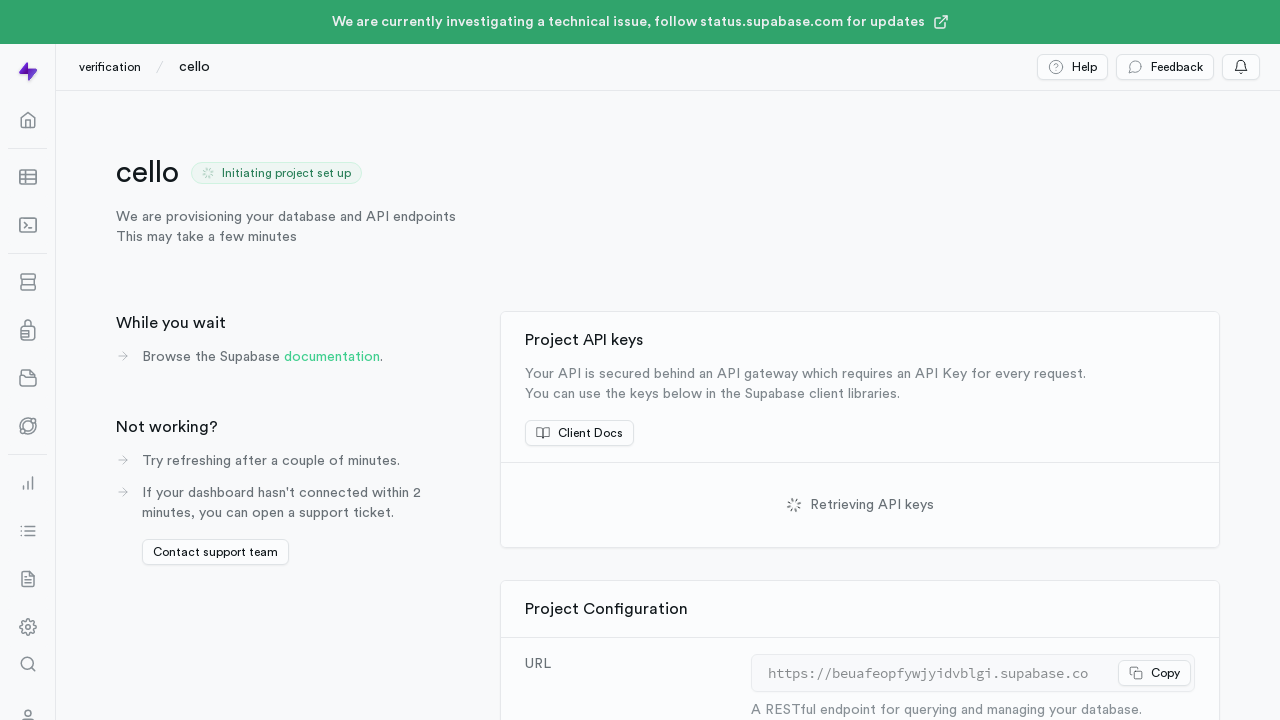 We are currently investigating a technical issue, follow status.supabase.com for updates
verification / cello
Help
Feedback
cello
Initiating project set up
We are provisioning your database and API endpoints
This may take a few minutes
While you wait
Browse the Supabase documentation.
Not working?
Try refreshing after a couple of minutes.
If your dashboard hasn't connected within 2
minutes, you can open a support ticket.
Contact support team
Project API keys
Your API is secured behind an API gateway which requires an API Key for every request.
You can use the keys below in the Supabase client libraries.
Client Docs
Retrieving API keys
Project Configuration
URL
https://beuafeopfywjyidvblgi.supabase.co
Copy
A RESTful endpoint for querying and managing your database.